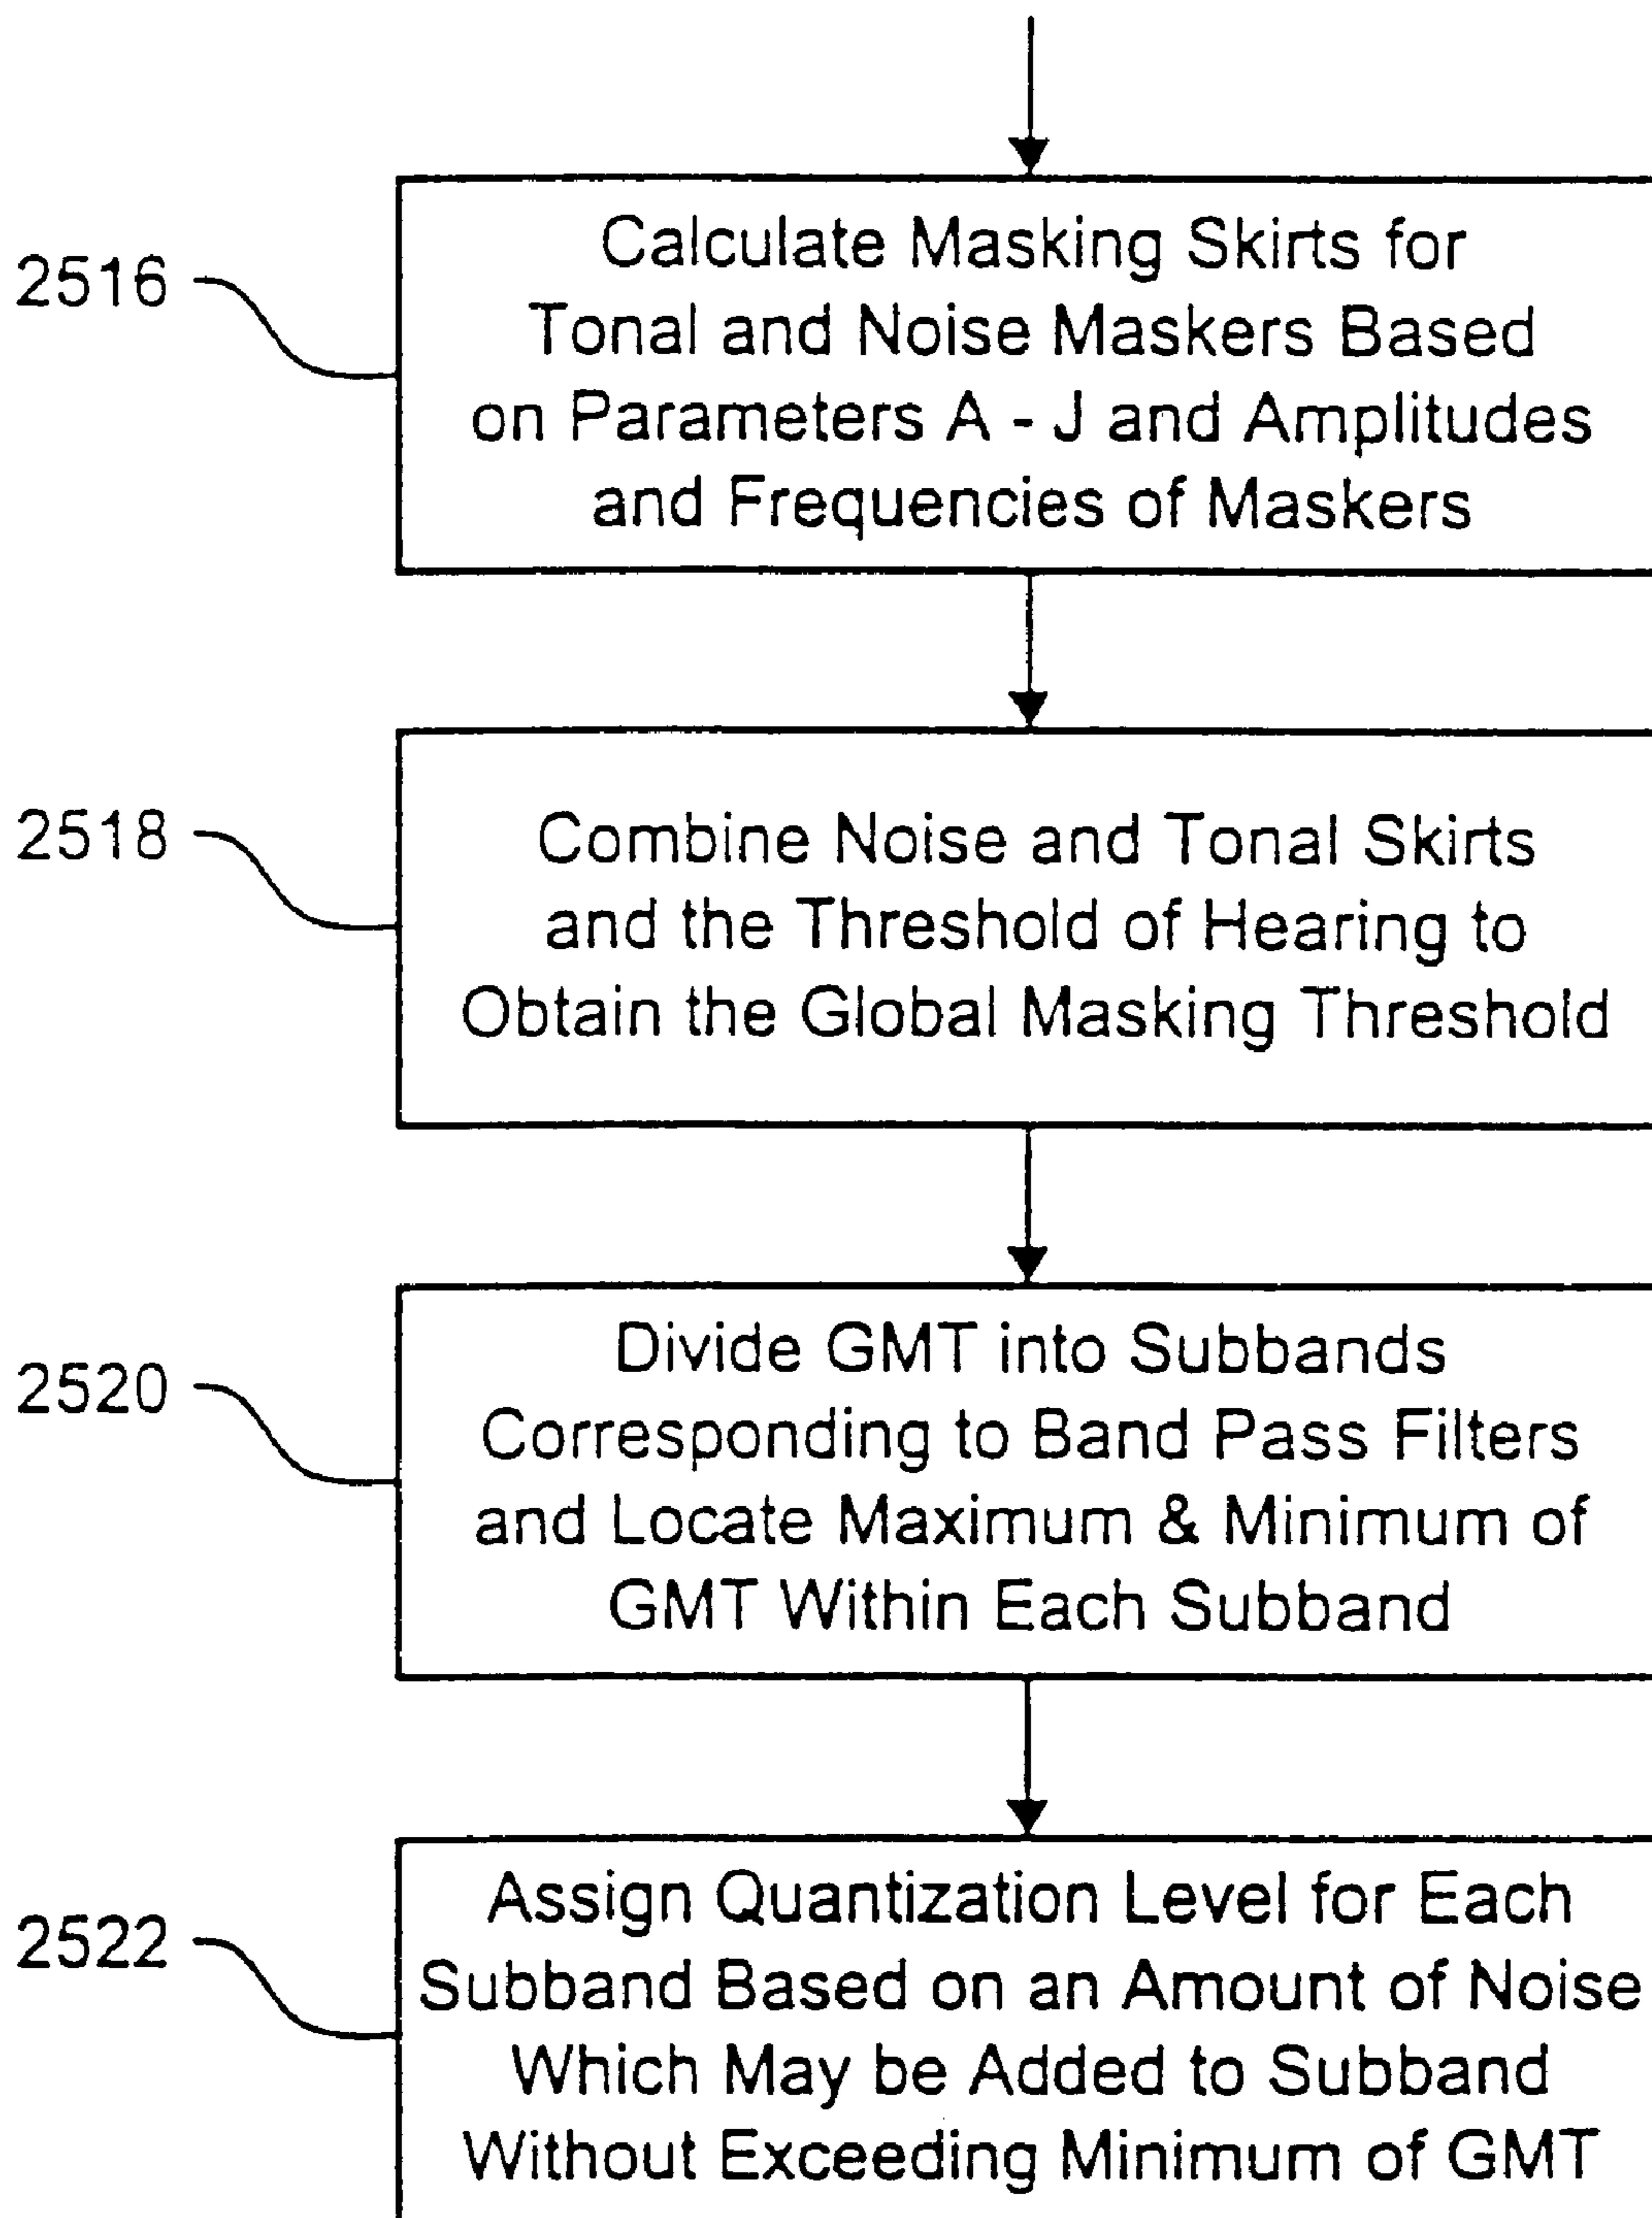 2516
Calculate Masking Skirts for
Tonal and Noise Maskers Based
on Parameters A - J and Amplitudes
and Frequencies of Maskers
2518
Combine Noise and Tonal Skirts
and the Threshold of Hearing to
Obtain the Global Masking Threshold
2520
Divide GMT into Subbands
Corresponding to Band Pass Filters
and Locate Maximum & Minimum of
GMT Within Each Subband
2522
Assign Quantization Level for Each
Subband Based on an Amount of Noise
Which May be Added to Subband
Without Exceeding Minimum of GMT